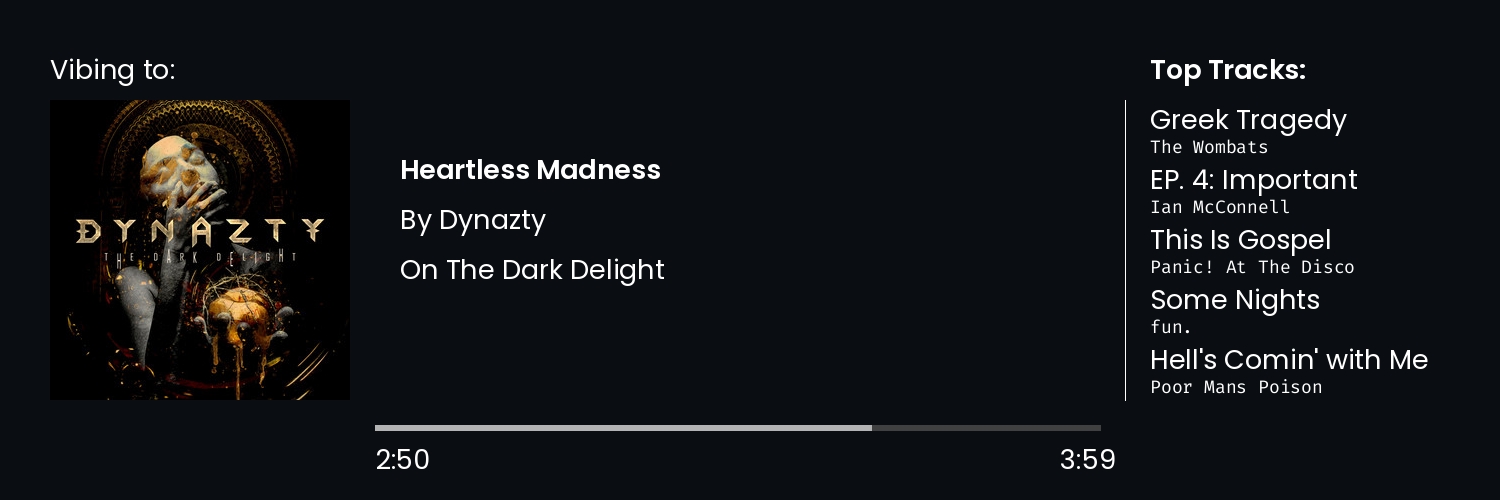 Vibing to:
DYNAZTY
THE DARK DELIGHT
Heartless Madness
By Dynazty
On The Dark Delight
2:50
3:59
Top Tracks:
Greek Tragedy
The Wombats
EP. 4: Important
Ian McConnell
This Is Gospel
Panic! At The Disco
Some Nights
fun.
Hell's Comin' with Me
Poor Mans Poison